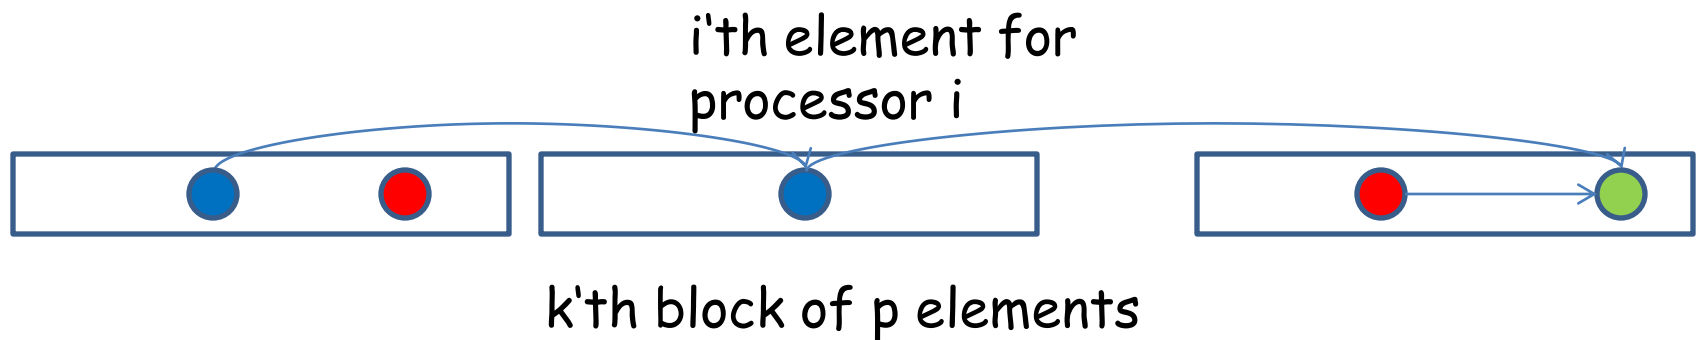 i'th element for
processor i
k'th block of p elements